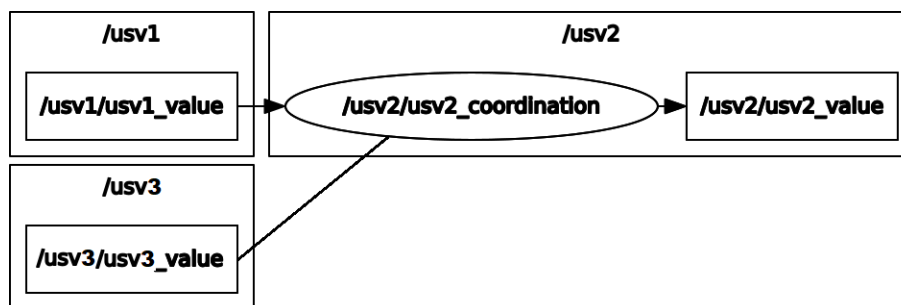 /usv1
/usv2
/usv1/usv1_value
/usv2/usv2_coordination
/usv2/usv2_value
/usv3
/usv3/usv3_value